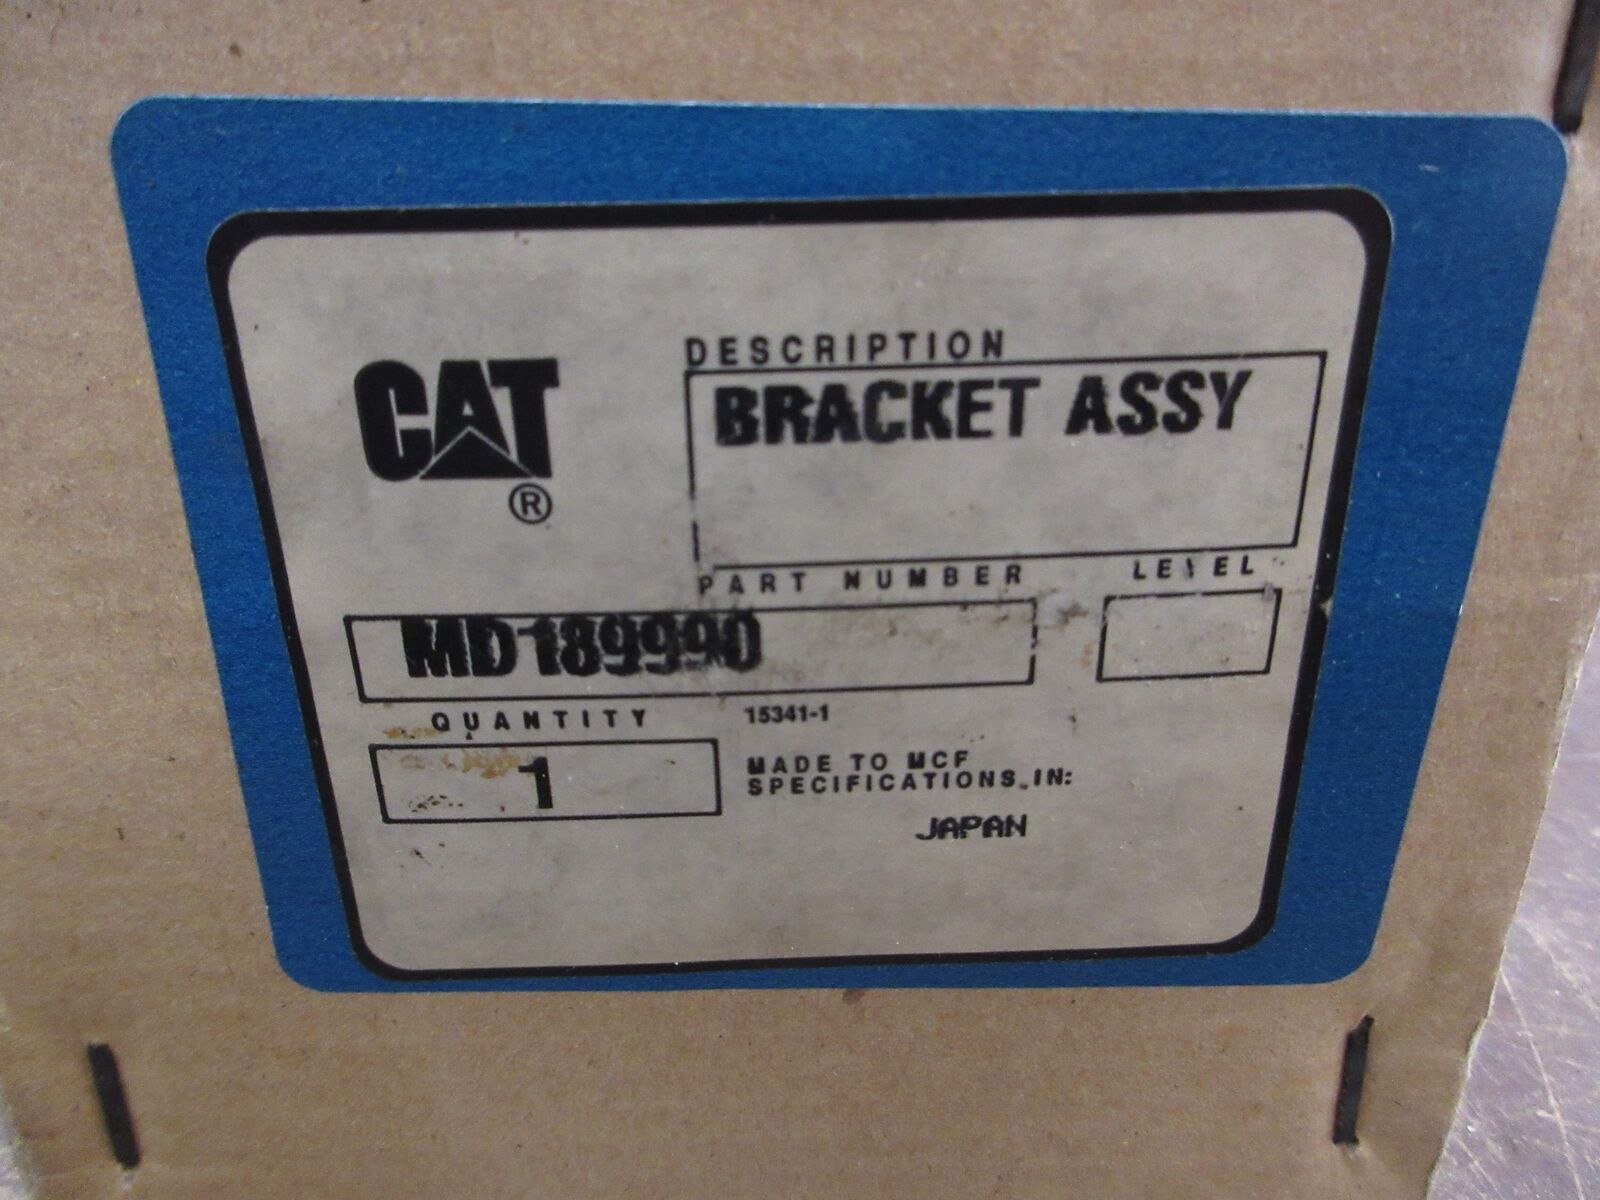 CAT®
DESCRIPTION
BRACKET ASSY
PART NUMBER
LEVEL
MD189990
QUANTITY
15341-1
1
MADE TO MCF
SPECIFICATIONS IN:
JAPAN